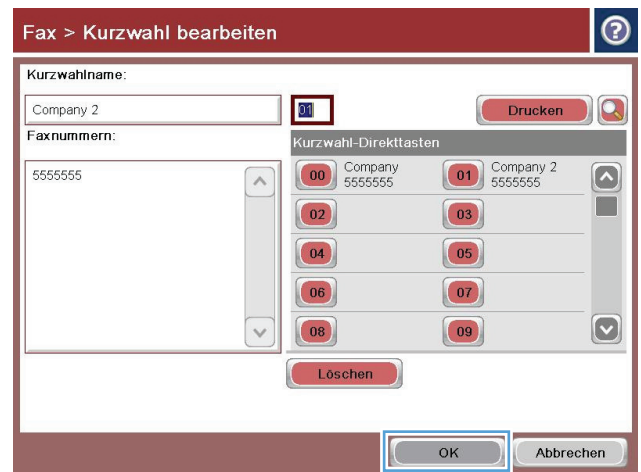 Fax > Kurzwahl bearbeiten
?
Kurzwahlname:
Company 2
01
Drucken
Faxnummern:
Kurzwahl-Direkttasten
5555555
00 Company 5555555 01 Company 2 5555555
02 03
04 05
06 07
08 09
Löschen
OK Abbrechen